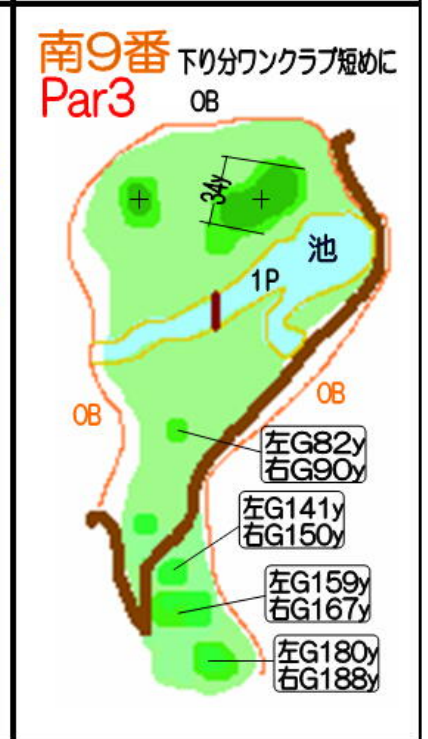 南9番 下り分ワンクラブ短めに
Par3
OB
34y
池
1P
OB
OB
左G82y
右G90y
左G141y
右G150y
左G159y
右G167y
左G180y
右G188y